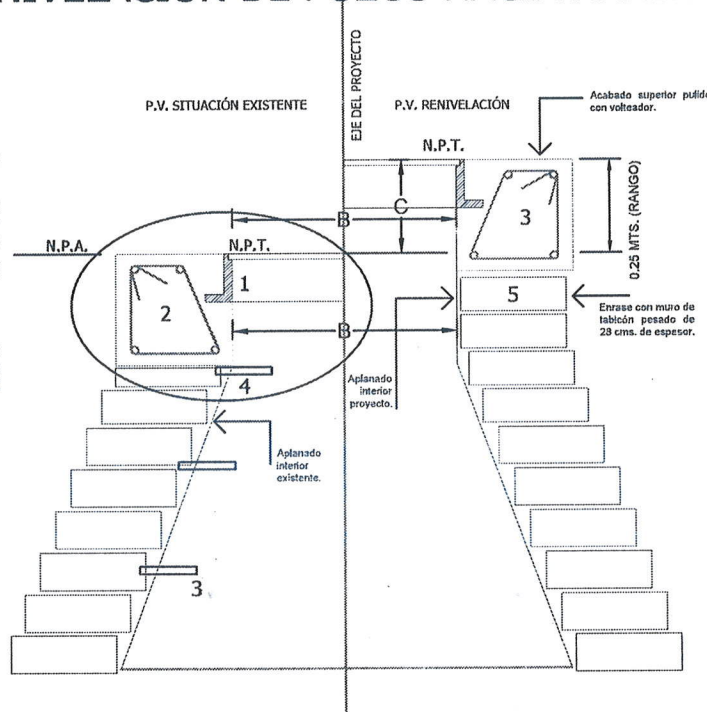 P.V. SITUACIÓN EXISTENTE
EJE DEL PROYECTO
P.V. RENIVELACIÓN
Acabado superior pulido
con volteador.
N.P.T.
C
3
0.25 MTS. (RANGO)
B
N.P.A.
N.P.T.
1
2
5
Enrase con muro de
tabicón pesado de
28 cms. de espesor.
B
4
Aplanado
interior
proyecto.
Aplanado
interior
existente.
3